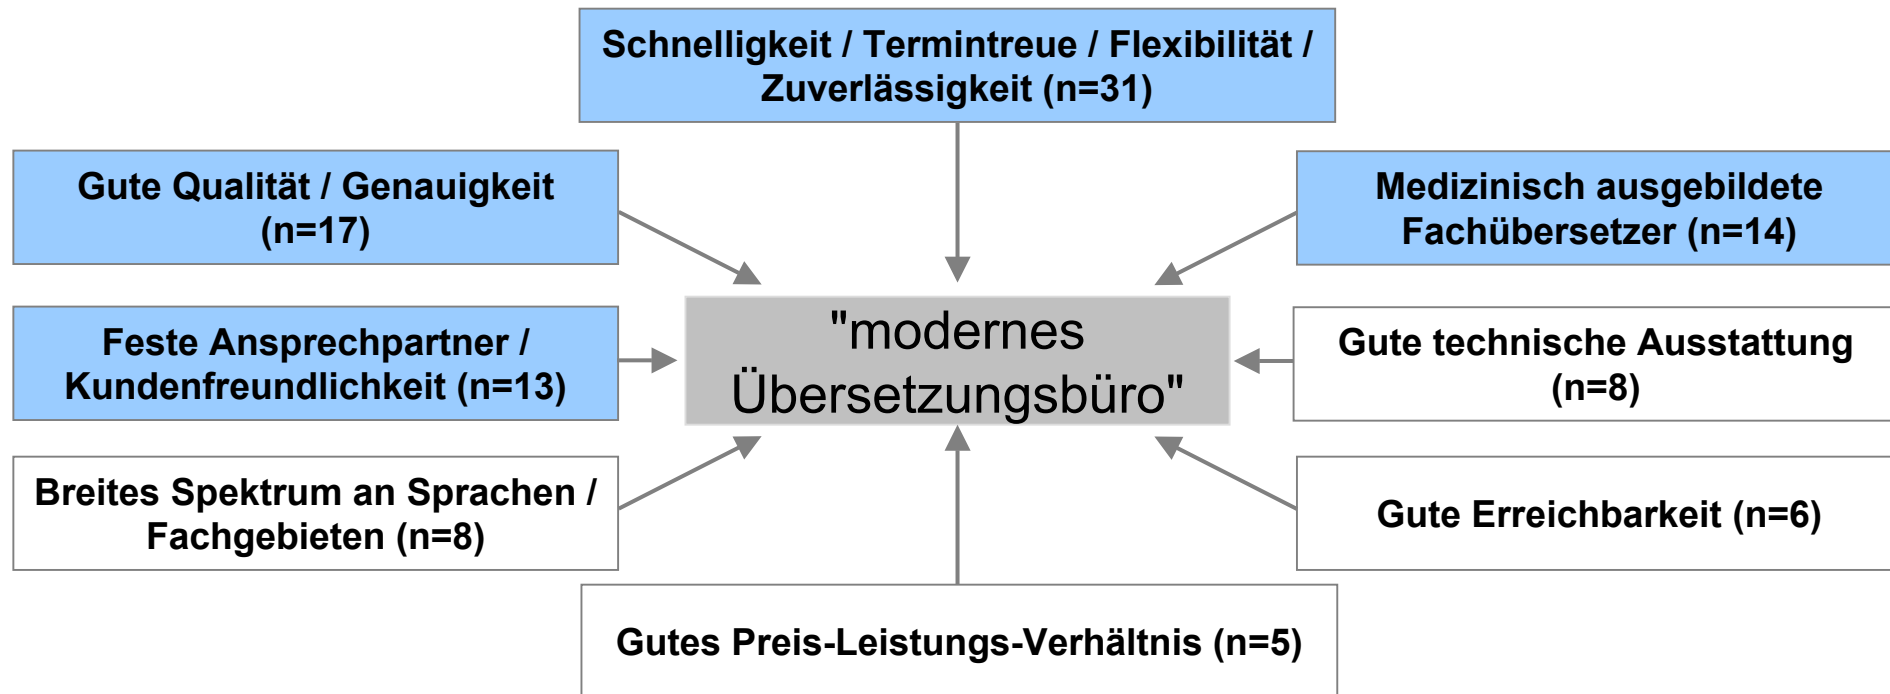 Schnelligkeit / Termintreue / Flexibilität /
Zuverlässigkeit (n=31)
Gute Qualität / Genauigkeit
(n=17)
Medizinisch ausgebildete
Fachübersetzer (n=14)
Feste Ansprechpartner /
Kundenfreundlichkeit (n=13)
"modernes
Übersetzungsbüro"
Gute technische Ausstattung
(n=8)
Breites Spektrum an Sprachen /
Fachgebieten (n=8)
Gute Erreichbarkeit (n=6)
Gutes Preis-Leistungs-Verhältnis (n=5)